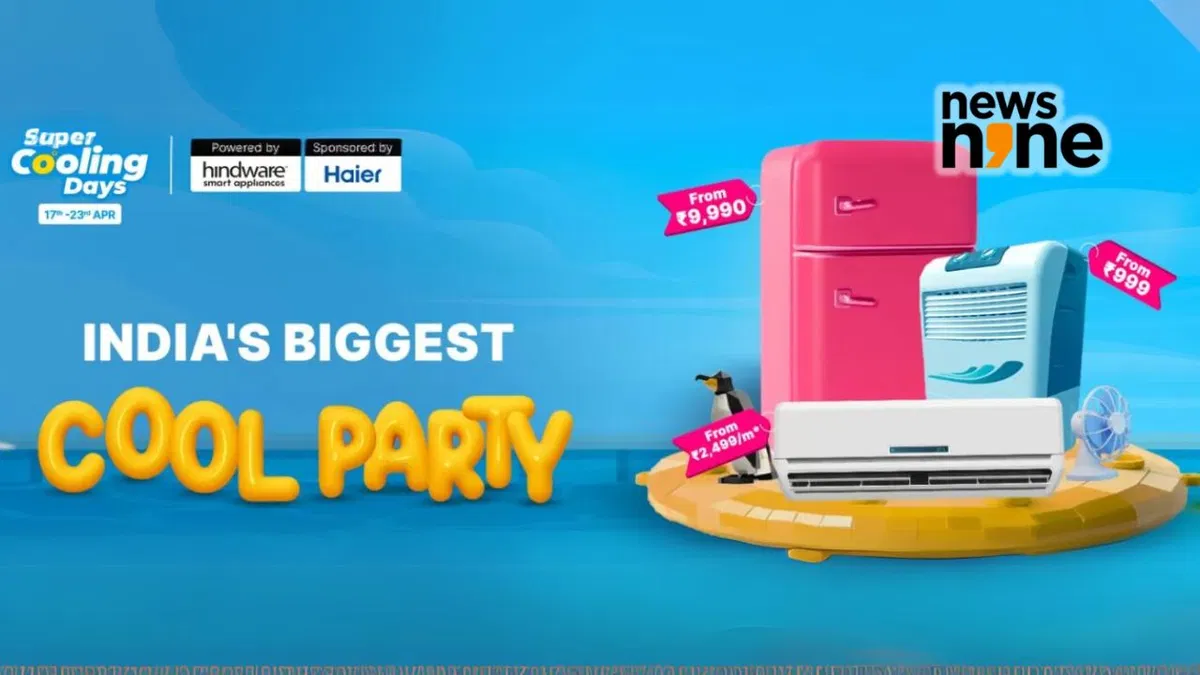 Super
Cooling
Days
17th -23rd APR
Powered by
hindware
smart appliances
Sponsored by
Haier
news
n9ne
INDIA'S BIGGEST
COOL PARTY
From
₹9,990
From
₹999
From
₹2,499/m*